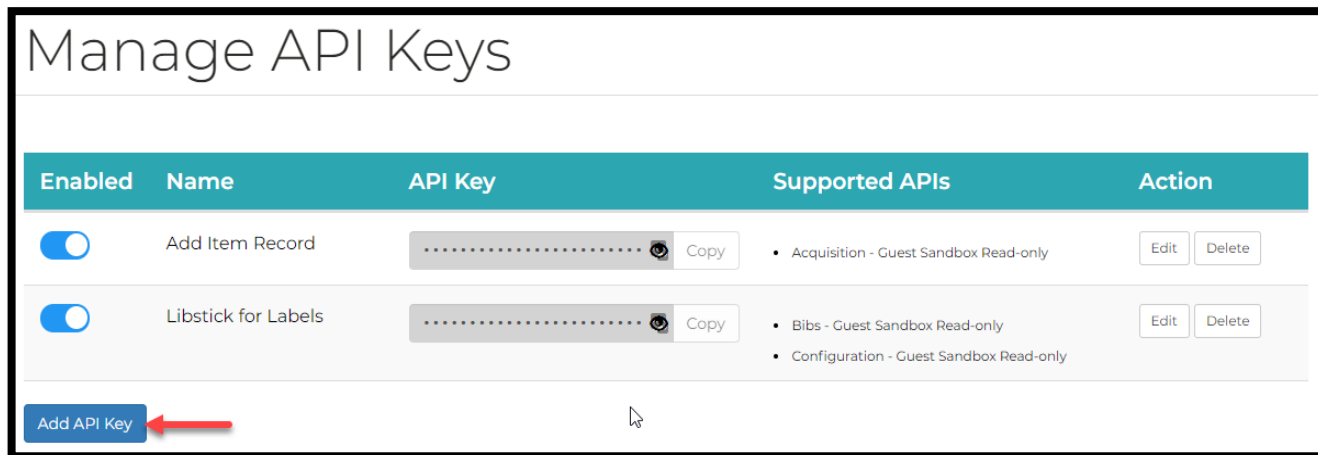 Manage API Keys
Enabled Name API Key Supported APIs Action
Add Item Record Copy • Acquisition - Guest Sandbox Read-only Edit Delete
Libstick for Labels Copy • Bibs - Guest Sandbox Read-only Edit Delete
• Configuration - Guest Sandbox Read-only
Add API Key